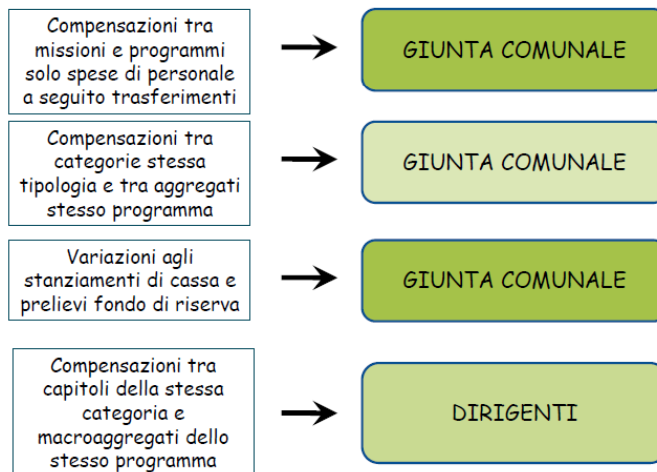 Compensazioni tra
missioni e programmi
solo spese di personale
a seguito trasferimenti
GIUNTA COMUNALE
Compensazioni tra
categorie stessa
tipologia e tra aggregati
stesso programma
GIUNTA COMUNALE
Variazioni agli
stanziamenti di cassa e
prelievi fondo di riserva
GIUNTA COMUNALE
Compensazioni tra
capitoli della stessa
categoria e
macroaggregati dello
stesso programma
DIRIGENTI